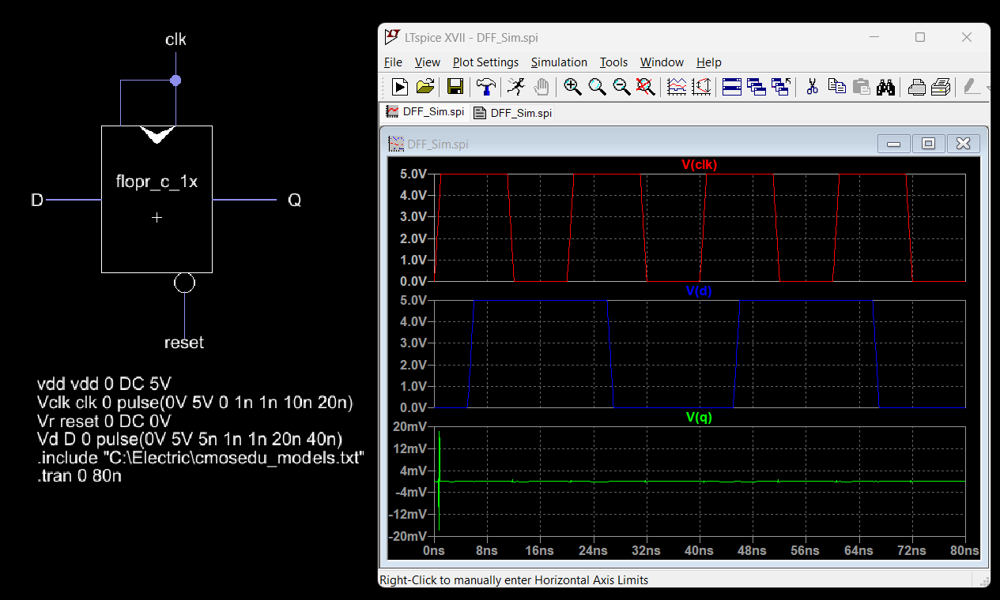 clk
flopr_c_1x
D
Q
reset
vdd vdd 0 DC 5V
Vclk clk 0 pulse(0V 5V 0 1n 1n 10n 20n)
Vr reset 0 DC 0V
Vd D 0 pulse(0V 5V 5n 1n 1n 20n 40n)
.include "C:\Electric\cmosedu_models.txt"
.tran 0 80n
LTspice XVII - DFF_Sim.spi
File View Plot Settings Simulation Tools Window Help
DFF_Sim.spi DFF_Sim.spi
DFF_Sim.spi
V(clk)
5.0V
4.0V
3.0V
2.0V
1.0V
0.0V
V(d)
5.0V
4.0V
3.0V
2.0V
1.0V
0.0V
V(q)
20mV
12mV
4mV
-4mV
-12mV
-20mV
0ns 8ns 16ns 24ns 32ns 40ns 48ns 56ns 64ns 72ns 80ns
Right-Click to manually enter Horizontal Axis Limits